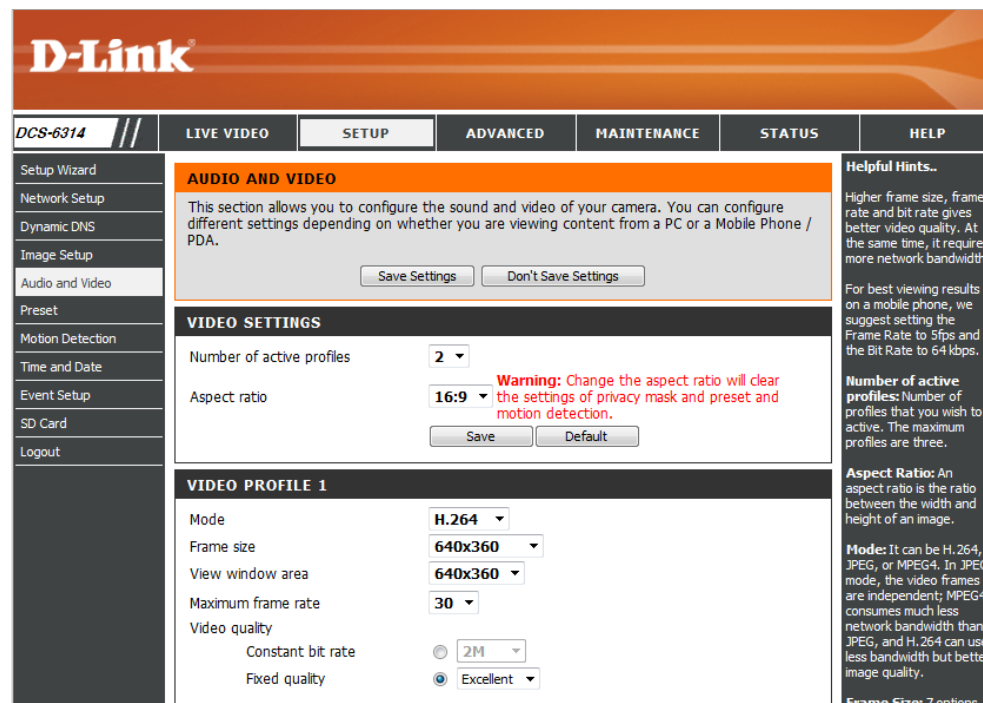 D-Link®
DCS-6314
LIVE VIDEO
SETUP
ADVANCED
MAINTENANCE
STATUS
HELP
Setup Wizard
Network Setup
Dynamic DNS
Image Setup
Audio and Video
Preset
Motion Detection
Time and Date
Event Setup
SD Card
Logout
AUDIO AND VIDEO
This section allows you to configure the sound and video of your camera. You can configure
different settings depending on whether you are viewing content from a PC or a Mobile Phone /
PDA.
Save Settings
Don't Save Settings
VIDEO SETTINGS
Number of active profiles
2
Aspect ratio
16:9
Warning: Change the aspect ratio will clear
the settings of privacy mask and preset and
motion detection.
Save
Default
VIDEO PROFILE 1
Mode
H.264
Frame size
640x360
View window area
640x360
Maximum frame rate
30
Video quality
Constant bit rate
2M
Fixed quality
Excellent
Helpful Hints..
Higher frame size, frame
rate and bit rate gives
better video quality. At
the same time, it require
more network bandwidth
For best viewing results
on a mobile phone, we
suggest setting the
Frame Rate to 5fps and
the Bit Rate to 64 kbps.
Number of active
profiles: Number of
profiles that you wish to
active. The maximum
profiles are three.
Aspect Ratio: An
aspect ratio is the ratio
between the width and
height of an image.
Mode: It can be H.264,
JPEG, or MPEG4. In JPEG
mode, the video frames
are independent; MPEG4
consumes much less
network bandwidth than
JPEG, and H.264 can use
less bandwidth but bette
image quality.
Frame Size: 7 options